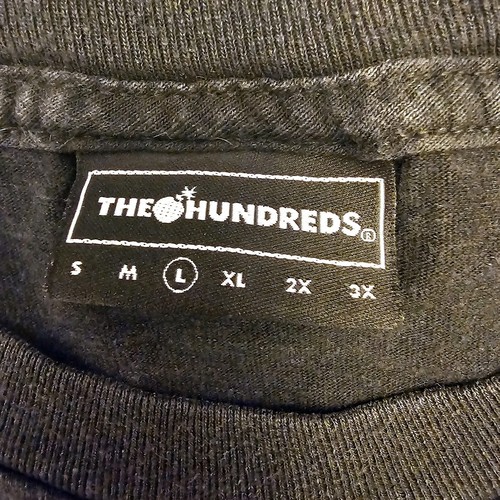 THE HUNDREDS®
S M L XL 2X 3X